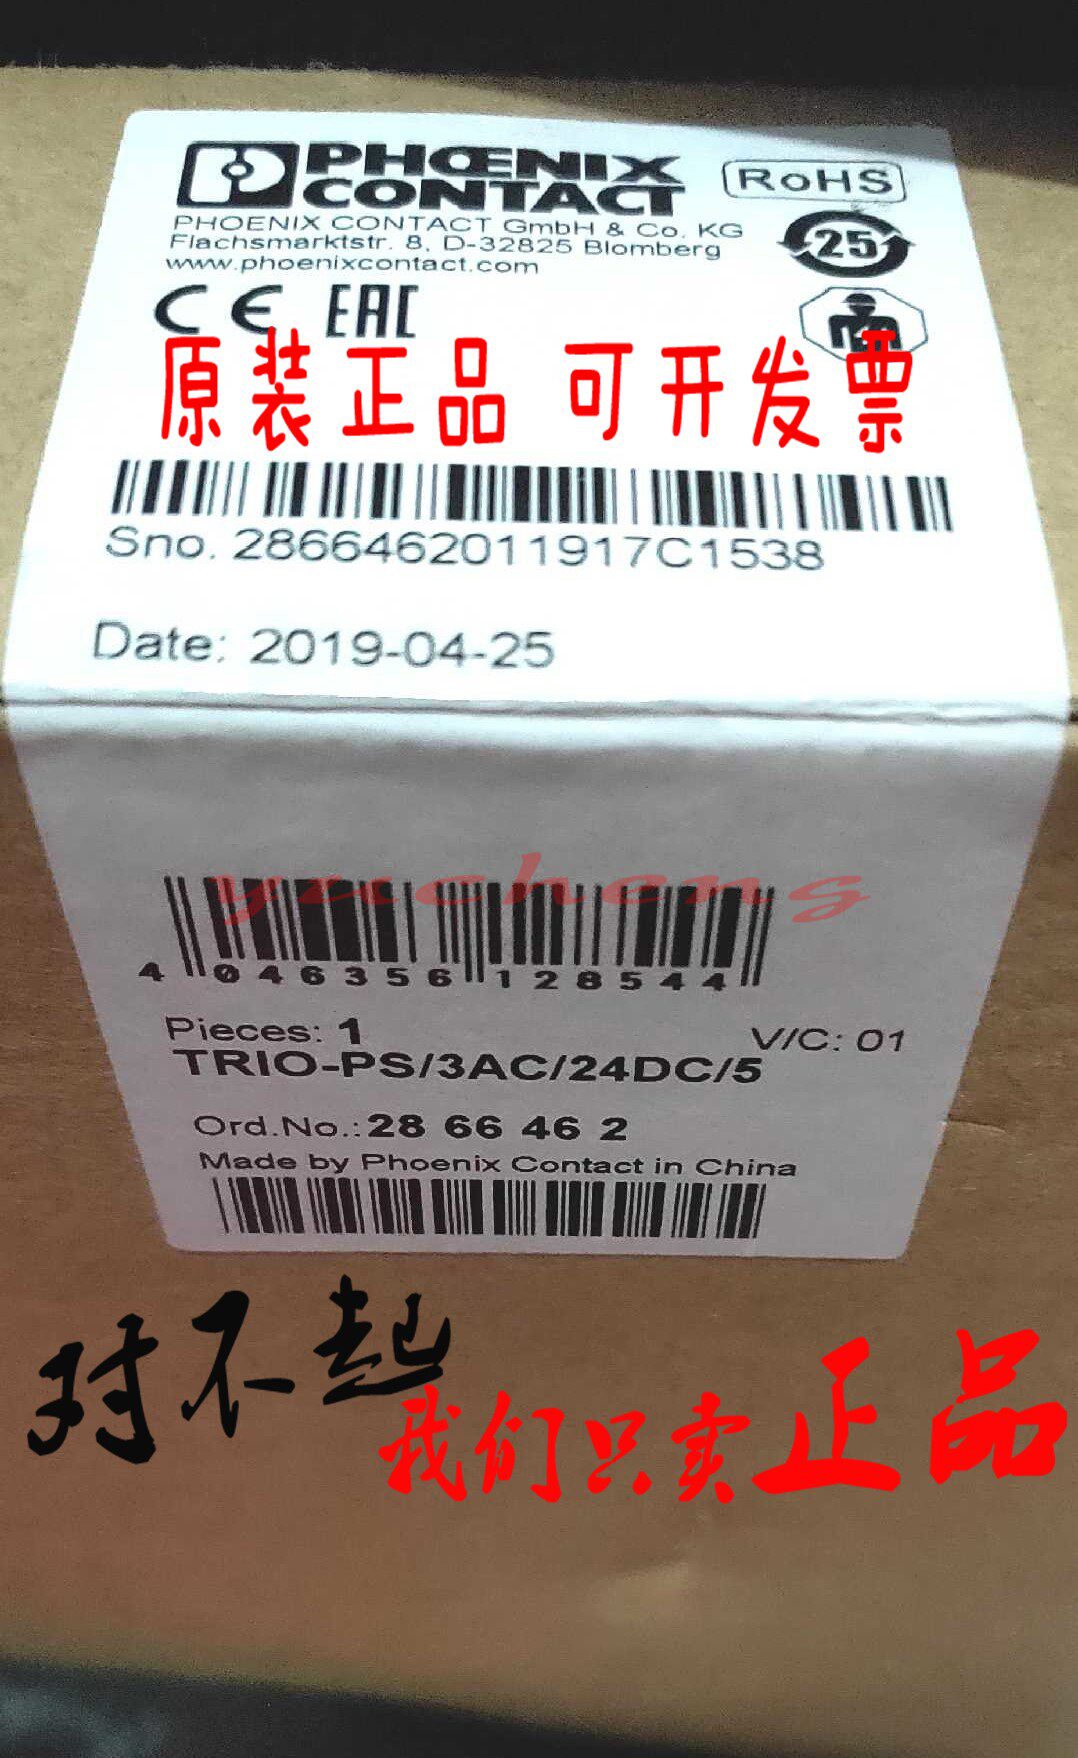 PHŒNIX
CONTACT
RoHS
PHOENIX CONTACT GmbH & Co. KG
Flachsmarktstr. 8, D-32825 Blomberg
www.phoenixcontact.com
25
CE EAC
原装正品 可开发票
Sno. 2866462011917C1538
Date: 2019-04-25
yuchens
4 046356 128544
Pieces: 1
V/C: 01
TRIO-PS/3AC/24DC/5
Ord.No.: 28 66 46 2
Made by Phoenix Contact in China
对不起
我们只卖正品